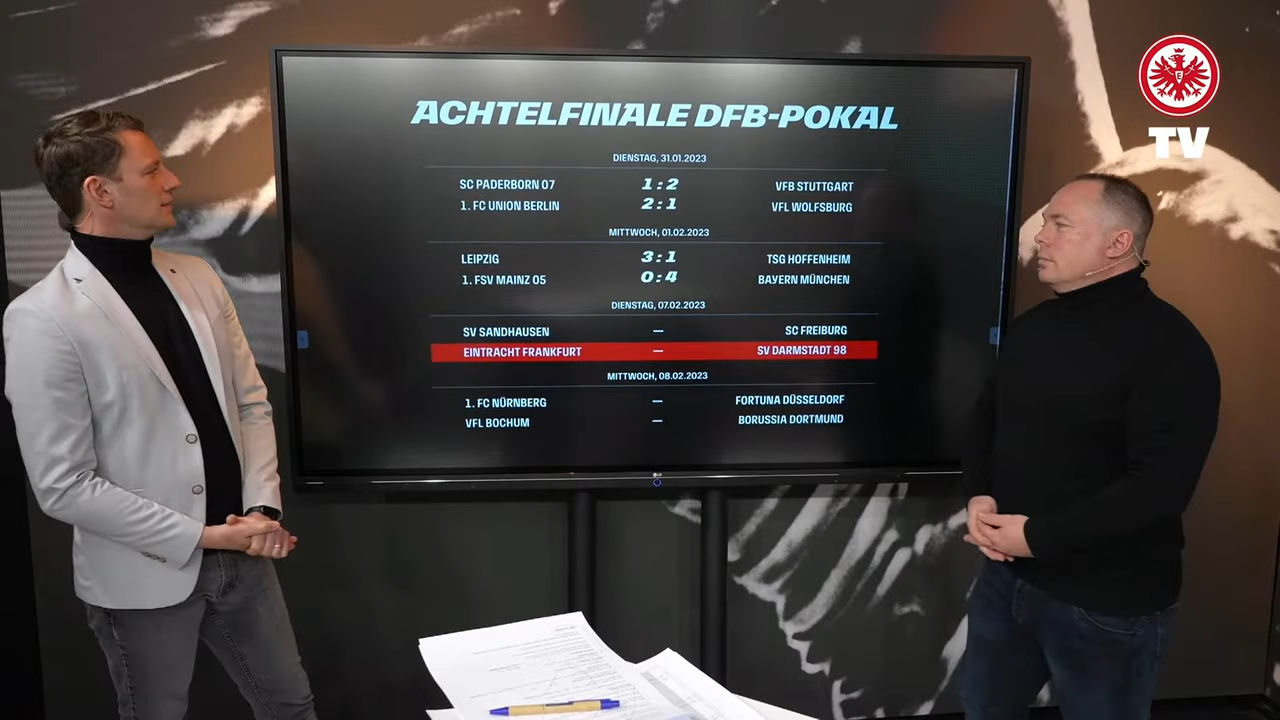 ACHTELFINALE DFB-POKAL
DIENSTAG, 31.01.2023
SC PADERBORN 07 1:2 VFB STUTTGART
1. FC UNION BERLIN 2:1 VFL WOLFSBURG
MITTWOCH, 01.02.2023
LEIPZIG 3:1 TSG HOFFENHEIM
1. FSV MAINZ 05 0:4 BAYERN MÜNCHEN
DIENSTAG, 07.02.2023
SV SANDHAUSEN — SC FREIBURG
EINTRACHT FRANKFURT — SV DARMSTADT 98
MITTWOCH, 08.02.2023
1. FC NÜRNBERG — FORTUNA DÜSSELDORF
VFL BOCHUM — BORUSSIA DORTMUND
TV